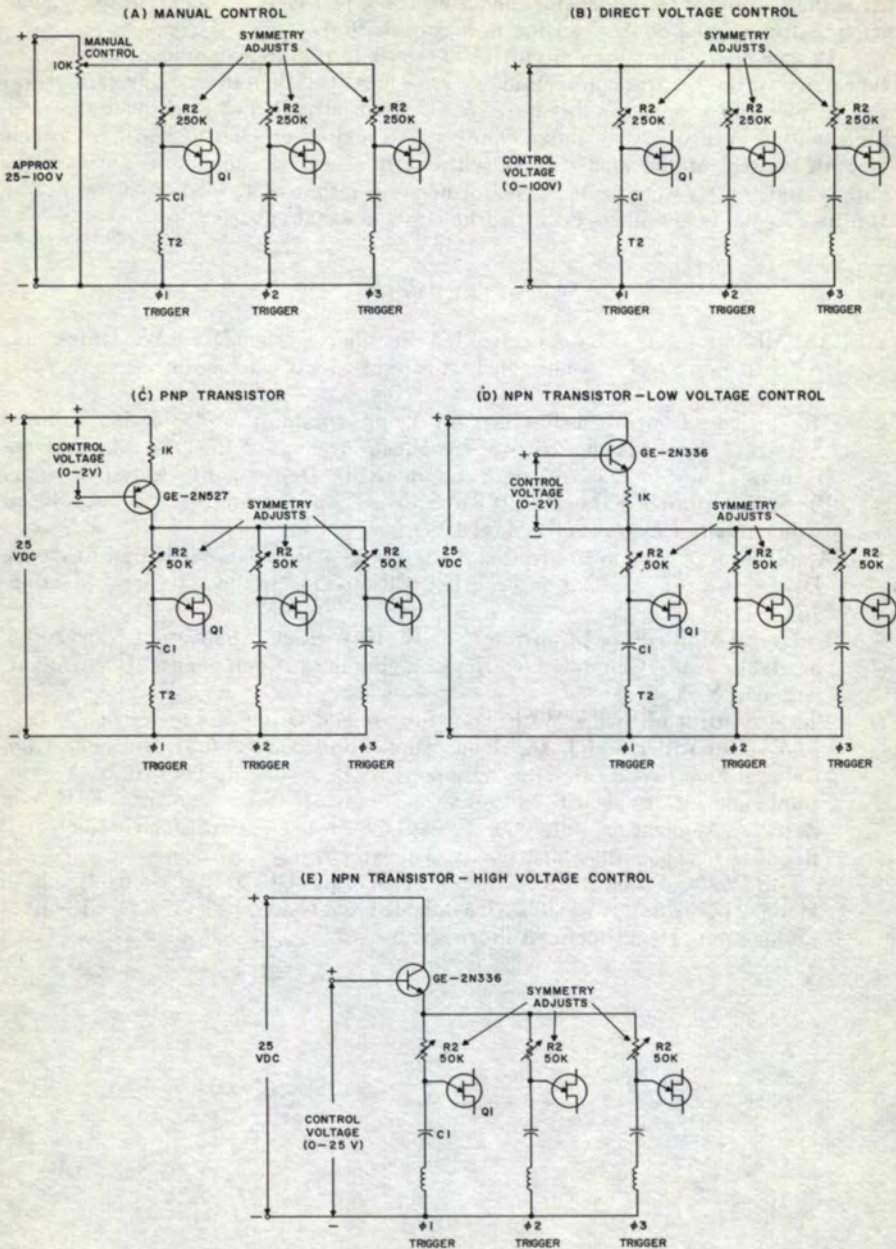 (A) MANUAL CONTROL
+
MANUAL
CONTROL
10K
SYMMETRY
ADJUSTS
R2
250K
R2
250K
R2
250K
APPROX
25–100V
Q1
C1
T2
–
φ1
TRIGGER
φ2
TRIGGER
φ3
TRIGGER
(B) DIRECT VOLTAGE CONTROL
+
SYMMETRY
ADJUSTS
R2
250K
R2
250K
R2
250K
CONTROL
VOLTAGE
(0–100V)
Q1
C1
T2
–
φ1
TRIGGER
φ2
TRIGGER
φ3
TRIGGER
(C) PNP TRANSISTOR
+
+
CONTROL
VOLTAGE
(0–2V)
–
1K
GE–2N527
SYMMETRY
ADJUSTS
25
VDC
R2
50K
R2
50K
R2
50K
Q1
C1
T2
–
φ1
TRIGGER
φ2
TRIGGER
φ3
TRIGGER
(D) NPN TRANSISTOR–LOW VOLTAGE CONTROL
+
GE–2N336
+
CONTROL
VOLTAGE
(0–2V)
–
1K
SYMMETRY
ADJUSTS
25
VDC
R2
50K
R2
50K
R2
50K
Q1
C1
T2
–
φ1
TRIGGER
φ2
TRIGGER
φ3
TRIGGER
(E) NPN TRANSISTOR – HIGH VOLTAGE CONTROL
+
GE–2N336
+
SYMMETRY
ADJUSTS
25
VDC
R2
50K
R2
50K
R2
50K
Q1
CONTROL
VOLTAGE
(0–25 V)
C1
–
–
φ1
TRIGGER
φ2
TRIGGER
φ3
TRIGGER